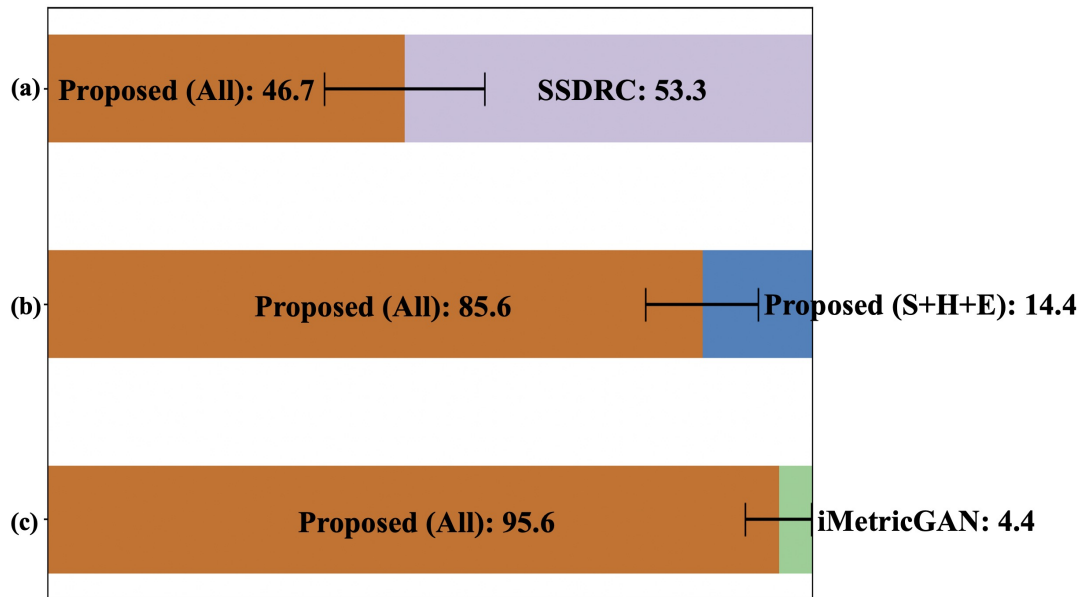 (a) Proposed (All): 46.7 SSDRC: 53.3
(b) Proposed (All): 85.6 Proposed (S+H+E): 14.4
(c) Proposed (All): 95.6 iMetricGAN: 4.4